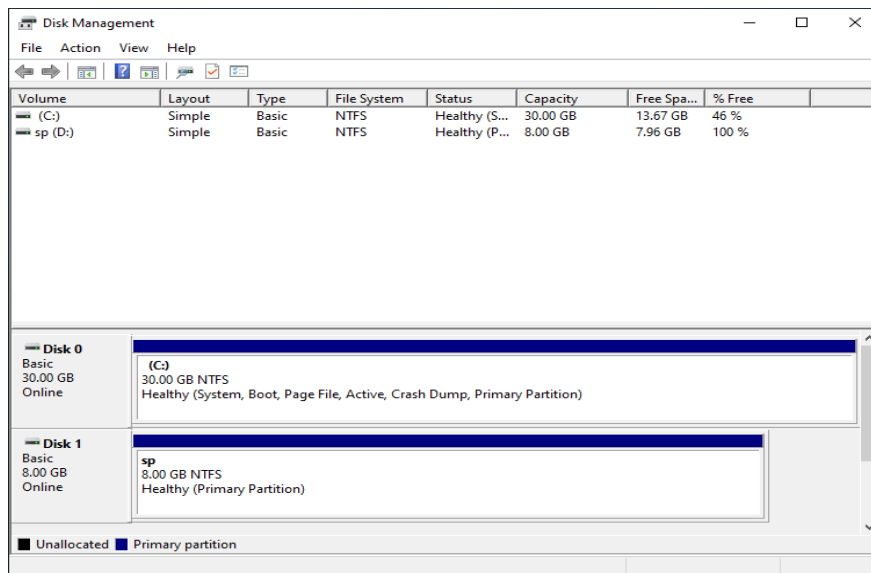 Disk Management
File Action View Help
Volume Layout Type File System Status Capacity Free Spa... % Free
(C:) Simple Basic NTFS Healthy (S... 30.00 GB 13.67 GB 46 %
sp (D:) Simple Basic NTFS Healthy (P... 8.00 GB 7.96 GB 100 %
Disk 0
Basic
30.00 GB
Online
(C:)
30.00 GB NTFS
Healthy (System, Boot, Page File, Active, Crash Dump, Primary Partition)
Disk 1
Basic
8.00 GB
Online
sp
8.00 GB NTFS
Healthy (Primary Partition)
Unallocated Primary partition